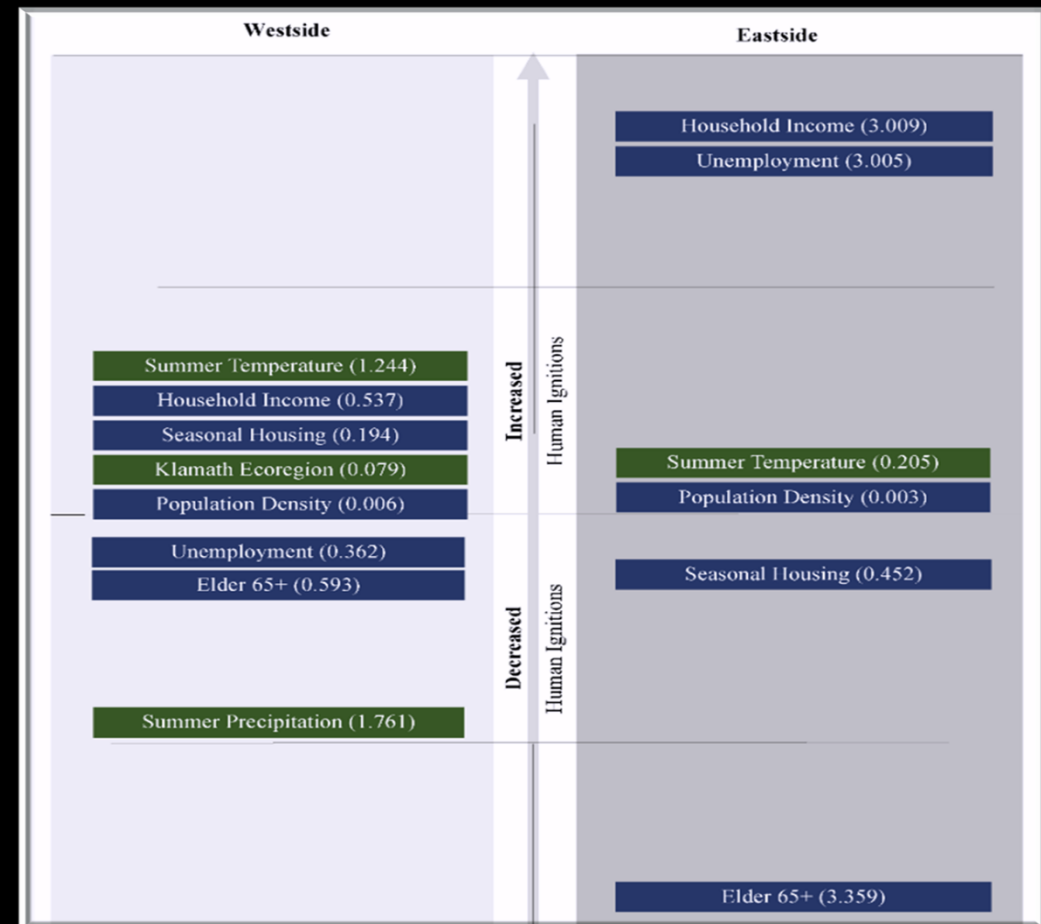 Westside
Eastside
Household Income (3.009)
Unemployment (3.005)
Summer Temperature (1.244)
Household Income (0.537)
Seasonal Housing (0.194)
Klamath Ecoregion (0.079)
Population Density (0.006)
Unemployment (0.362)
Elder 65+ (0.593)
Summer Precipitation (1.761)
Increased
Human Ignitions
Decreased
Human Ignitions
Summer Temperature (0.205)
Population Density (0.003)
Seasonal Housing (0.452)
Elder 65+ (3.359)